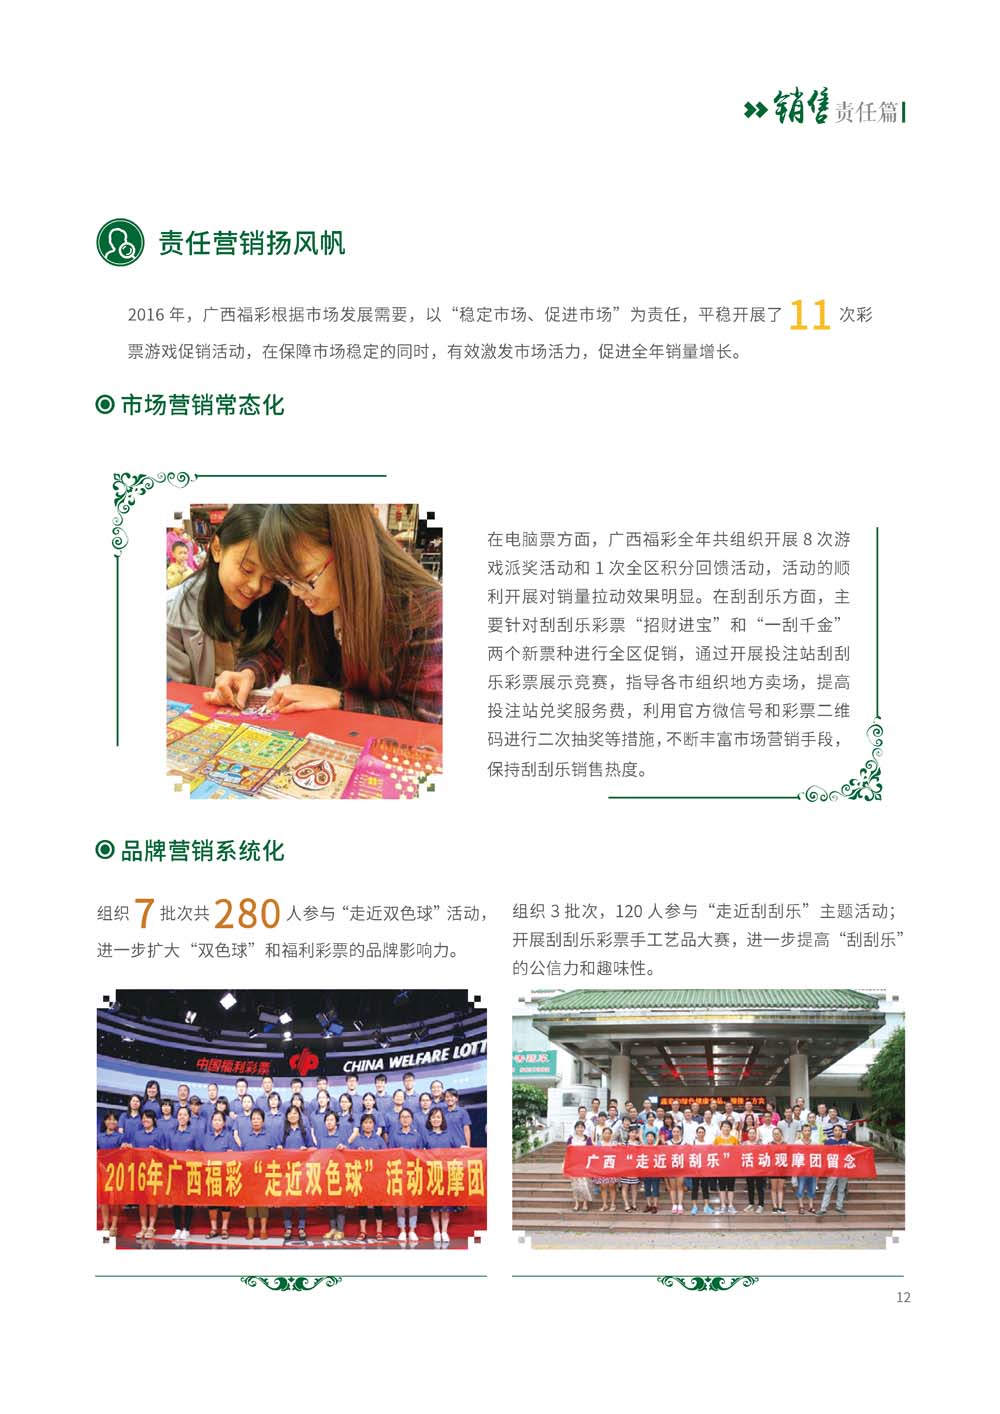 销售责任篇
责任营销扬风帆
2016 年，广西福彩根据市场发展需要，以“稳定市场、促进市场”为责任，平稳开展了 11 次彩
票游戏促销活动，在保障市场稳定的同时，有效激发市场活力，促进全年销量增长。
市场营销常态化
在电脑票方面，广西福彩全年共组织开展 8 次游
戏派奖活动和 1 次全区积分回馈活动，活动的顺
利开展对销量拉动效果明显。在刮刮乐方面，主
要针对刮刮乐彩票“招财进宝”和“一刮千金”
两个新票种进行全区促销，通过开展投注站刮刮
乐彩票展示竞赛，指导各市组织地方卖场，提高
投注站兑奖服务费，利用官方微信号和彩票二维
码进行二次抽奖等措施，不断丰富市场营销手段，
保持刮刮乐销售热度。
品牌营销系统化
组织 7 批次共 280 人参与“走近双色球”活动，
进一步扩大“双色球”和福利彩票的品牌影响力。
组织 3 批次，120 人参与“走近刮刮乐”主题活动；
开展刮刮乐彩票手工艺品大赛，进一步提高“刮刮乐”
的公信力和趣味性。
中国福利彩票 CHINA WELFARE LOTT
2016年广西福彩“走近双色球”活动观摩团
广西“走近刮刮乐”活动观摩团留念
12